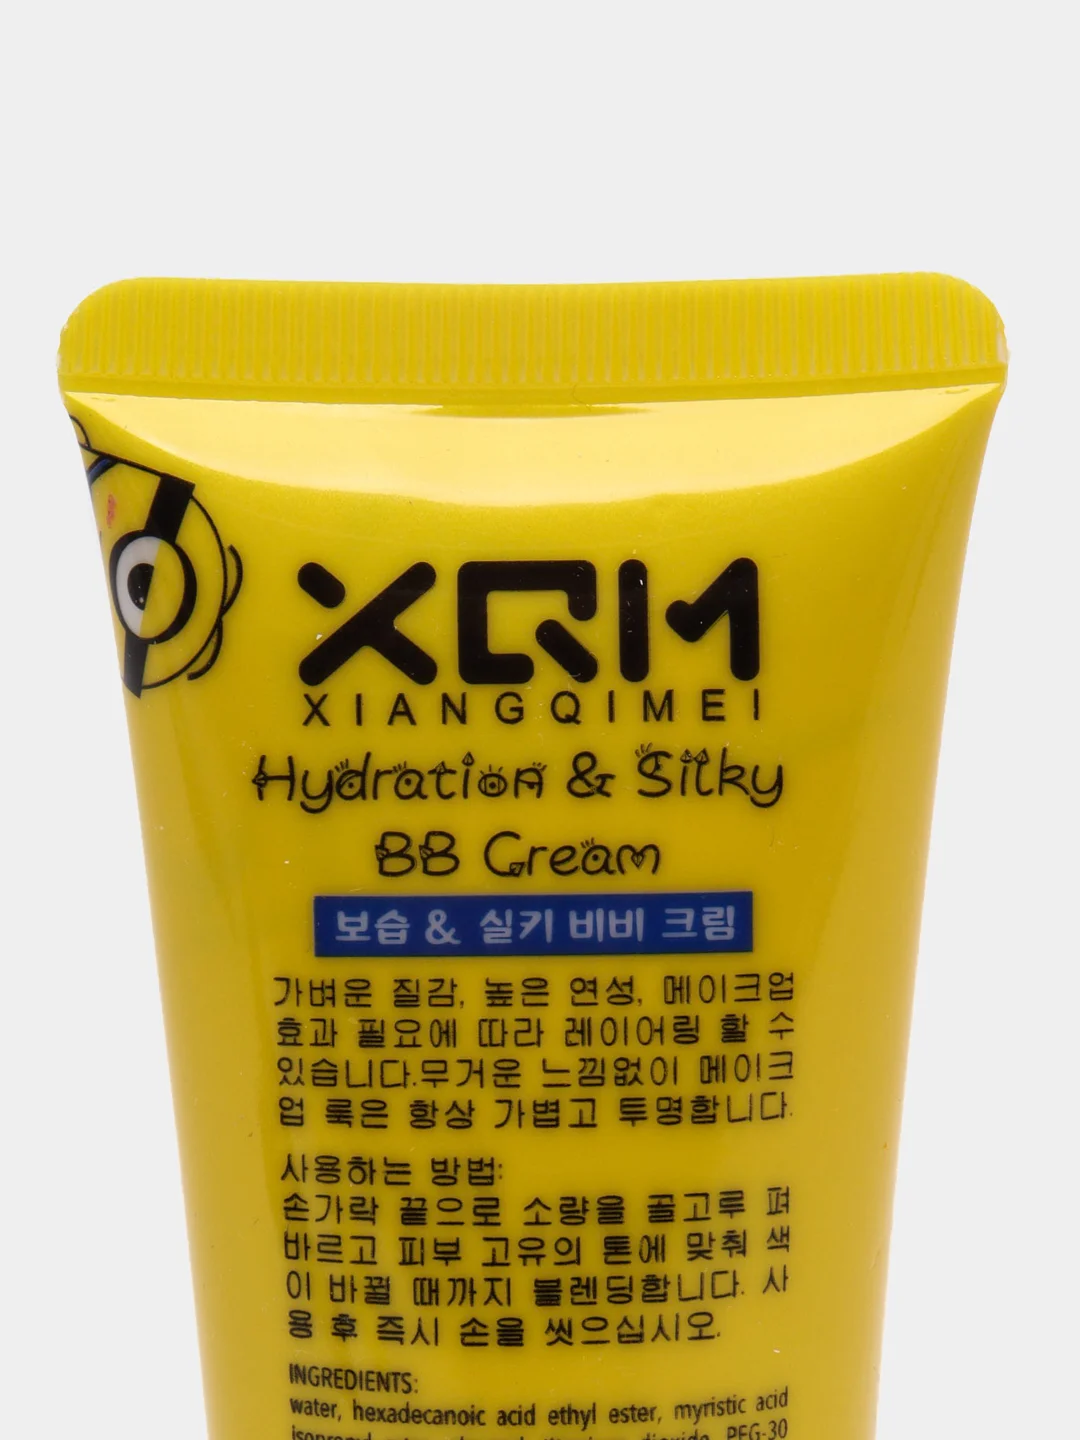 XQM
XIANGQIMEI
Hydration & Silky
BB Cream
보습 & 실키 비비 크림
가벼운 질감, 높은 연성, 메이크업
효과 필요에 따라 레이어링 할 수
있습니다.무거운 느낌없이 메이크
업 룩은 항상 가볍고 투명합니다.
사용하는 방법:
손가락 끝으로 소량을 골고루 펴
바르고 피부 고유의 톤에 맞춰 색
이 바뀔 때까지 블렌딩합니다. 사
용 후 즉시 손을 씻으십시오.
INGREDIENTS:
water, hexadecanoic acid ethyl ester, myristic acid
dioxide, PEG-30